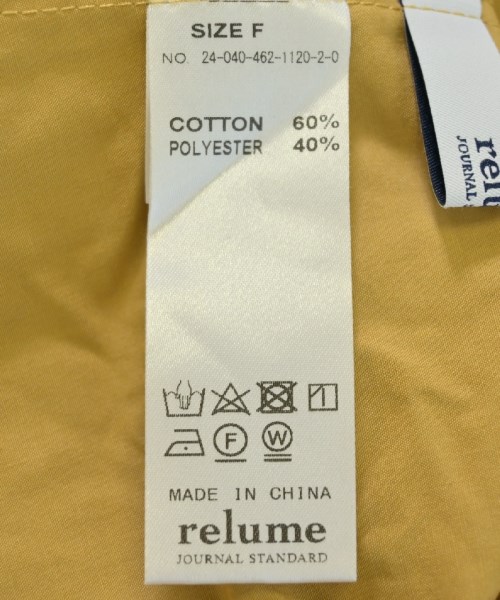 SIZE F
NO. 24-040-462-1120-2-0
COTTON 60%
POLYESTER 40%
F W
MADE IN CHINA
relume
JOURNAL STANDARD
relu
JOURNAL S